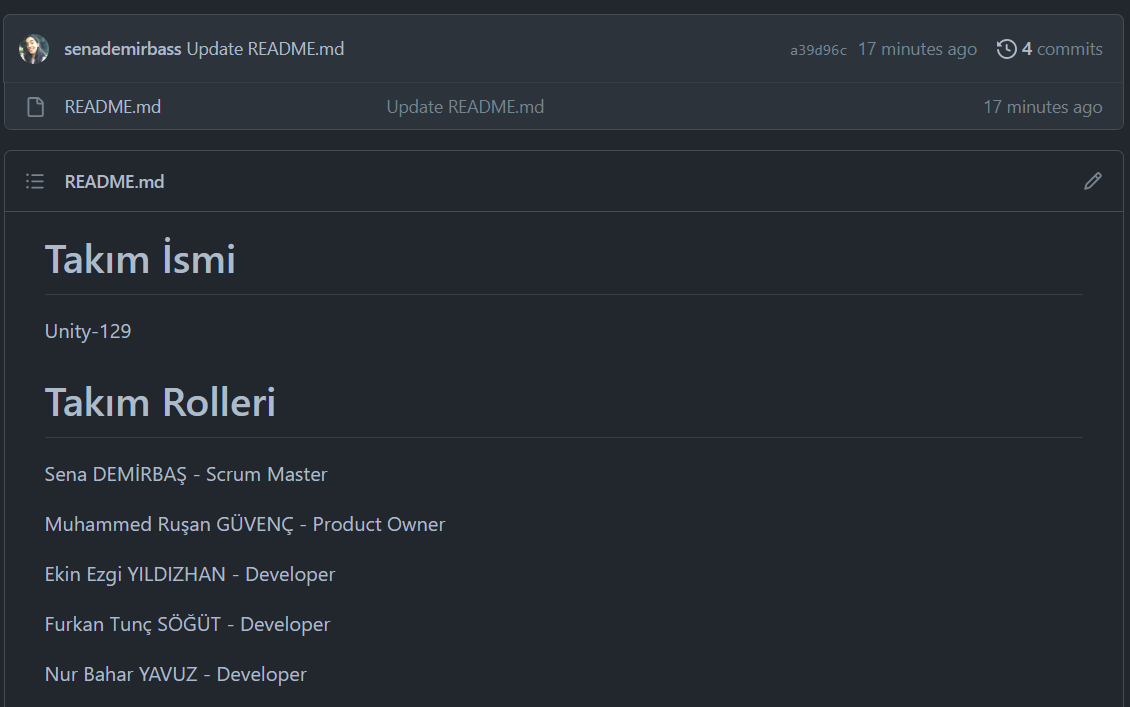 senademirbass Update README.md a39d96c 17 minutes ago 4 commits
README.md Update README.md 17 minutes ago
README.md
Takım İsmi
Unity-129
Takım Rolleri
Sena DEMİRBAŞ - Scrum Master
Muhammed Ruşan GÜVENÇ - Product Owner
Ekin Ezgi YILDIZHAN - Developer
Furkan Tunç SÖĞÜT - Developer
Nur Bahar YAVUZ - Developer